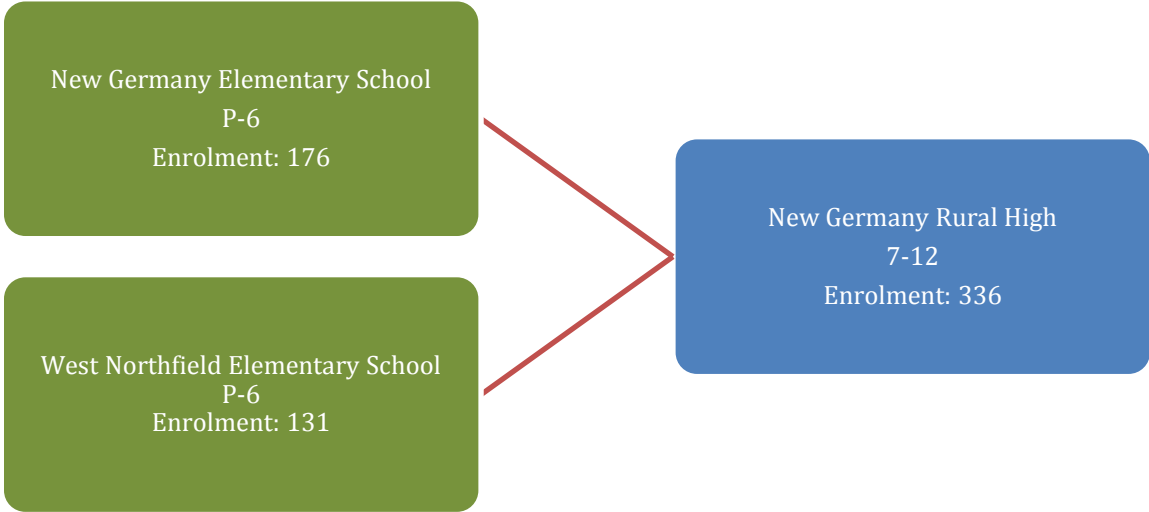 New Germany Elementary School
P-6
Enrolment: 176
West Northfield Elementary School
P-6
Enrolment: 131
New Germany Rural High
7-12
Enrolment: 336